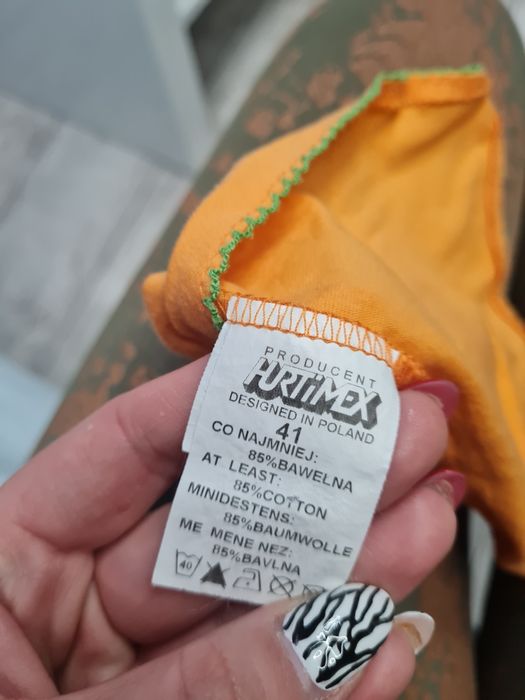 PRODUCENT
HURTIMEX
DESIGNED IN POLAND
41
CO NAJMNIEJ:
85%BAWELNA
AT LEAST:
85%COTTON
MINIDESTENS:
85%BAUMWOLLE
ME MENE NEZ:
85%BAVLNA
40